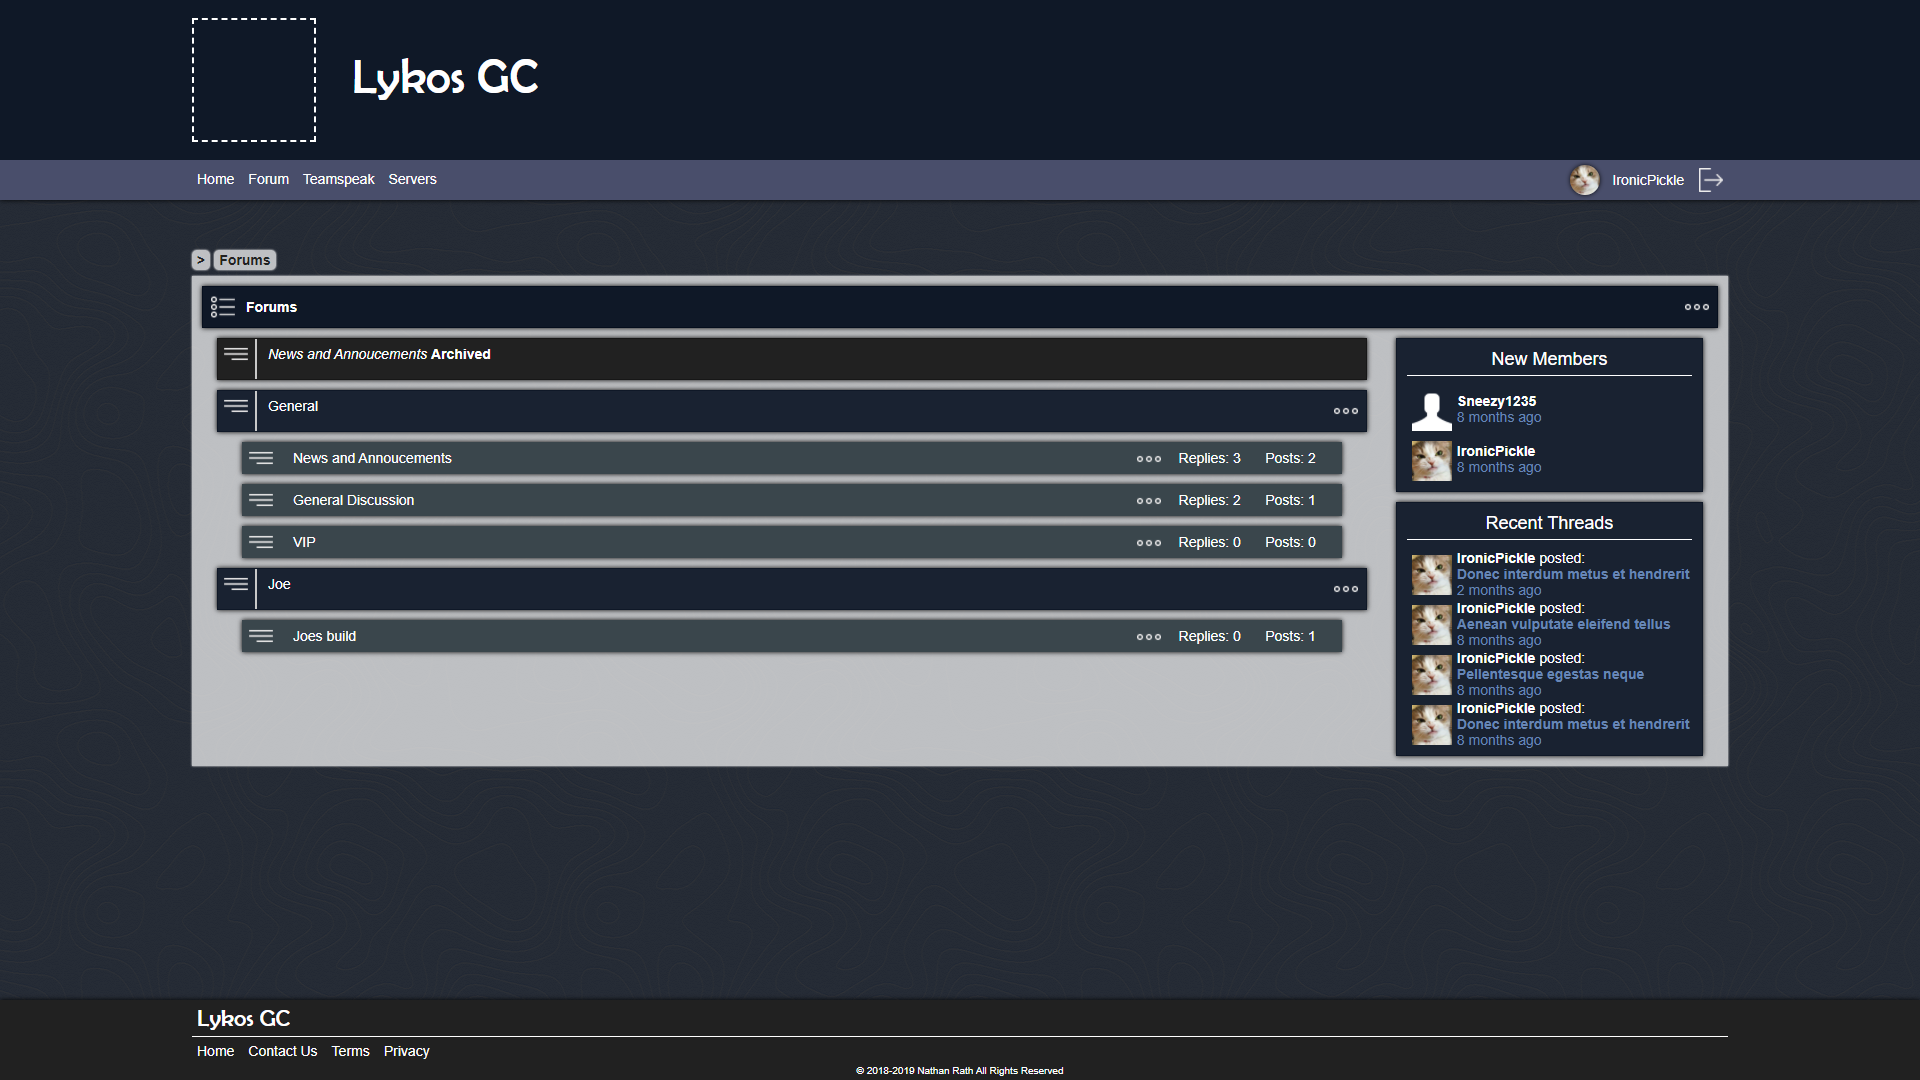 Lykos GC
Home Forum Teamspeak Servers IronicPickle
> Forums
Forums
News and Annoucements Archived
General
News and Annoucements Replies: 3 Posts: 2
General Discussion Replies: 2 Posts: 1
VIP Replies: 0 Posts: 0
Joe
Joes build Replies: 0 Posts: 1
New Members
Sneezy1235
8 months ago
IronicPickle
8 months ago
Recent Threads
IronicPickle posted:
Donec interdum metus et hendrerit
2 months ago
IronicPickle posted:
Aenean vulputate eleifend tellus
8 months ago
IronicPickle posted:
Pellentesque egestas neque
8 months ago
IronicPickle posted:
Donec interdum metus et hendrerit
8 months ago
Lykos GC
Home Contact Us Terms Privacy
© 2018-2019 Nathan Rath All Rights Reserved